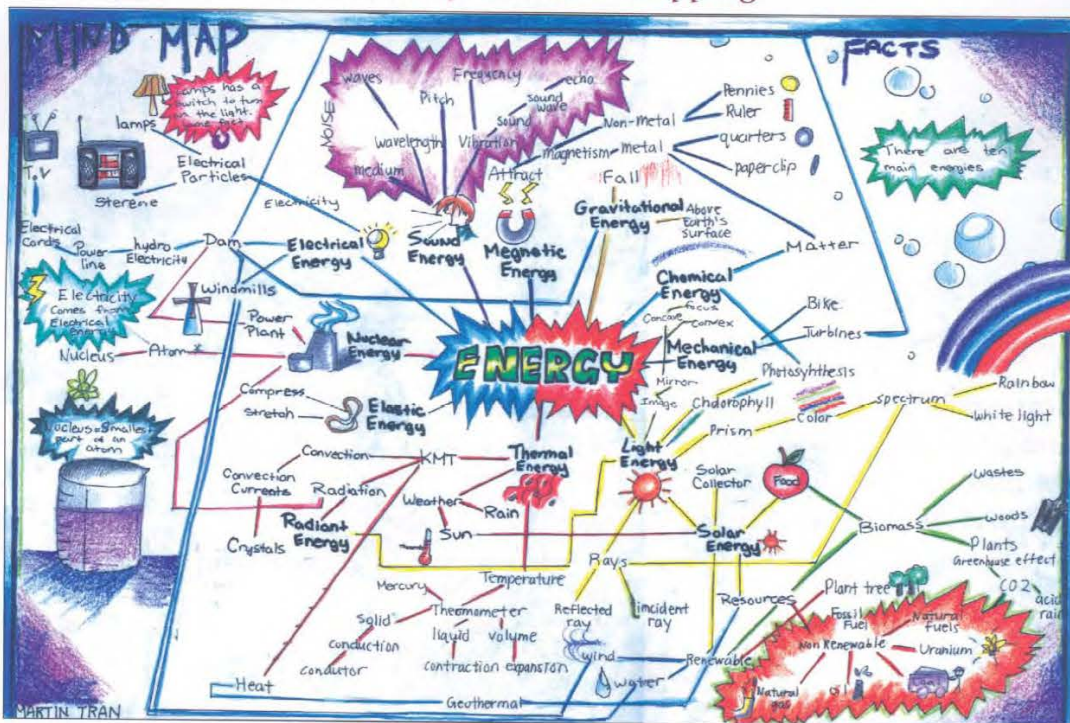 MIND MAP
FACTS
lamps has a
switch to turn
on the light.
lamps
T.V
Sterene
Electrical
Particles
Electricity
NOISE
waves
Frequency
echo
Pitch
sound
wave
sound
wavelength
Vibration
medium
Non-metal
magnetism
metal
Pennies
Ruler
quarters
paperclip
There are ten
main energies
Attract
Fall
Gravitational
Energy
Above
Earth's
surface
Matter
Electrical
Cords
Power
line
hydro
Electricity
Dam
Electrical
Energy
Sound
Energy
Megnetic
Energy
Chemical
Energy
Windmills
Electricity
Comes from
Electrical
energy
Power
Plant
Nuclear
Energy
ENERGY
focus
Concave
convex
Mechanical
Energy
Bike
Turbines
Nucleus
Atom
Mirror
Image
Photosyhthesis
Chdorophyll
Prism
Color
spectrum
Rainbow
white light
Compress
Stretch
Elastic
Energy
Nucleus=Smallest
part of an
atom
Convection
KMT
Thermal
Energy
Light
Energy
Solar
Collector
Food
Convection
Currents
Radiation
Weather
Rain
Crystals
Radiant
Energy
Sun
Solar
Energy
Biomass
Wastes
Woods
Plants
Greenhouse effect
CO2
acid
rain
Rays
Temperature
Mercury
Thermometer
Solid
liquid
volume
conduction
conductor
contraction
expansion
Reflected
ray
incident
ray
Resources
Plant tree
Fossil
Fuel
Natural
fuels
Non Renewable
Uranium
Natural
gas
Oil
wind
water
Renewable
Heat
Geothermal
MARTIN TRAN